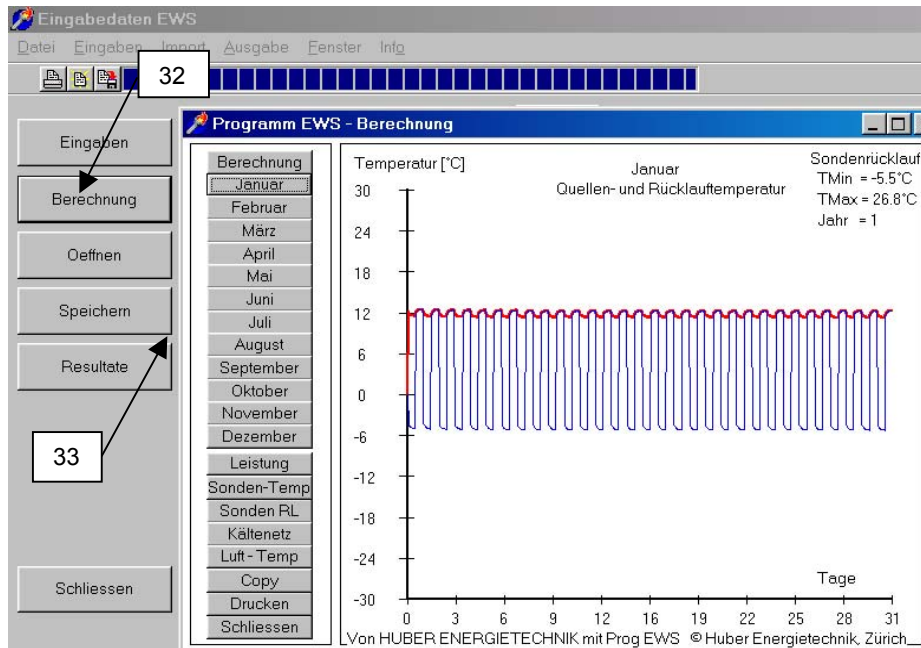 Eingabedaten EWS
Datei Eingaben Import Ausgabe Fenster Info
32
Eingaben
Berechnung
Oeffnen
Speichern
Resultate
33
Schliessen
Programm EWS - Berechnung
Berechnung
Januar
Februar
März
April
Mai
Juni
Juli
August
September
Oktober
November
Dezember
Leistung
Sonden-Temp
Sonden RL
Kältenetz
Luft - Temp
Copy
Drucken
Schliessen
Temperatur [°C]
Januar
Quellen- und Rücklauftemperatur
Sondenrücklauf
TMin = -5.5°C
TMax = 26.8°C
Jahr = 1
30
24
18
12
6
0
-6
-12
-18
-24
-30
Tage
0 3 6 9 12 16 19 22 25 28 31
Von HUBER ENERGIETECHNIK mit Prog EWS © Huber Energietechnik, Zürich